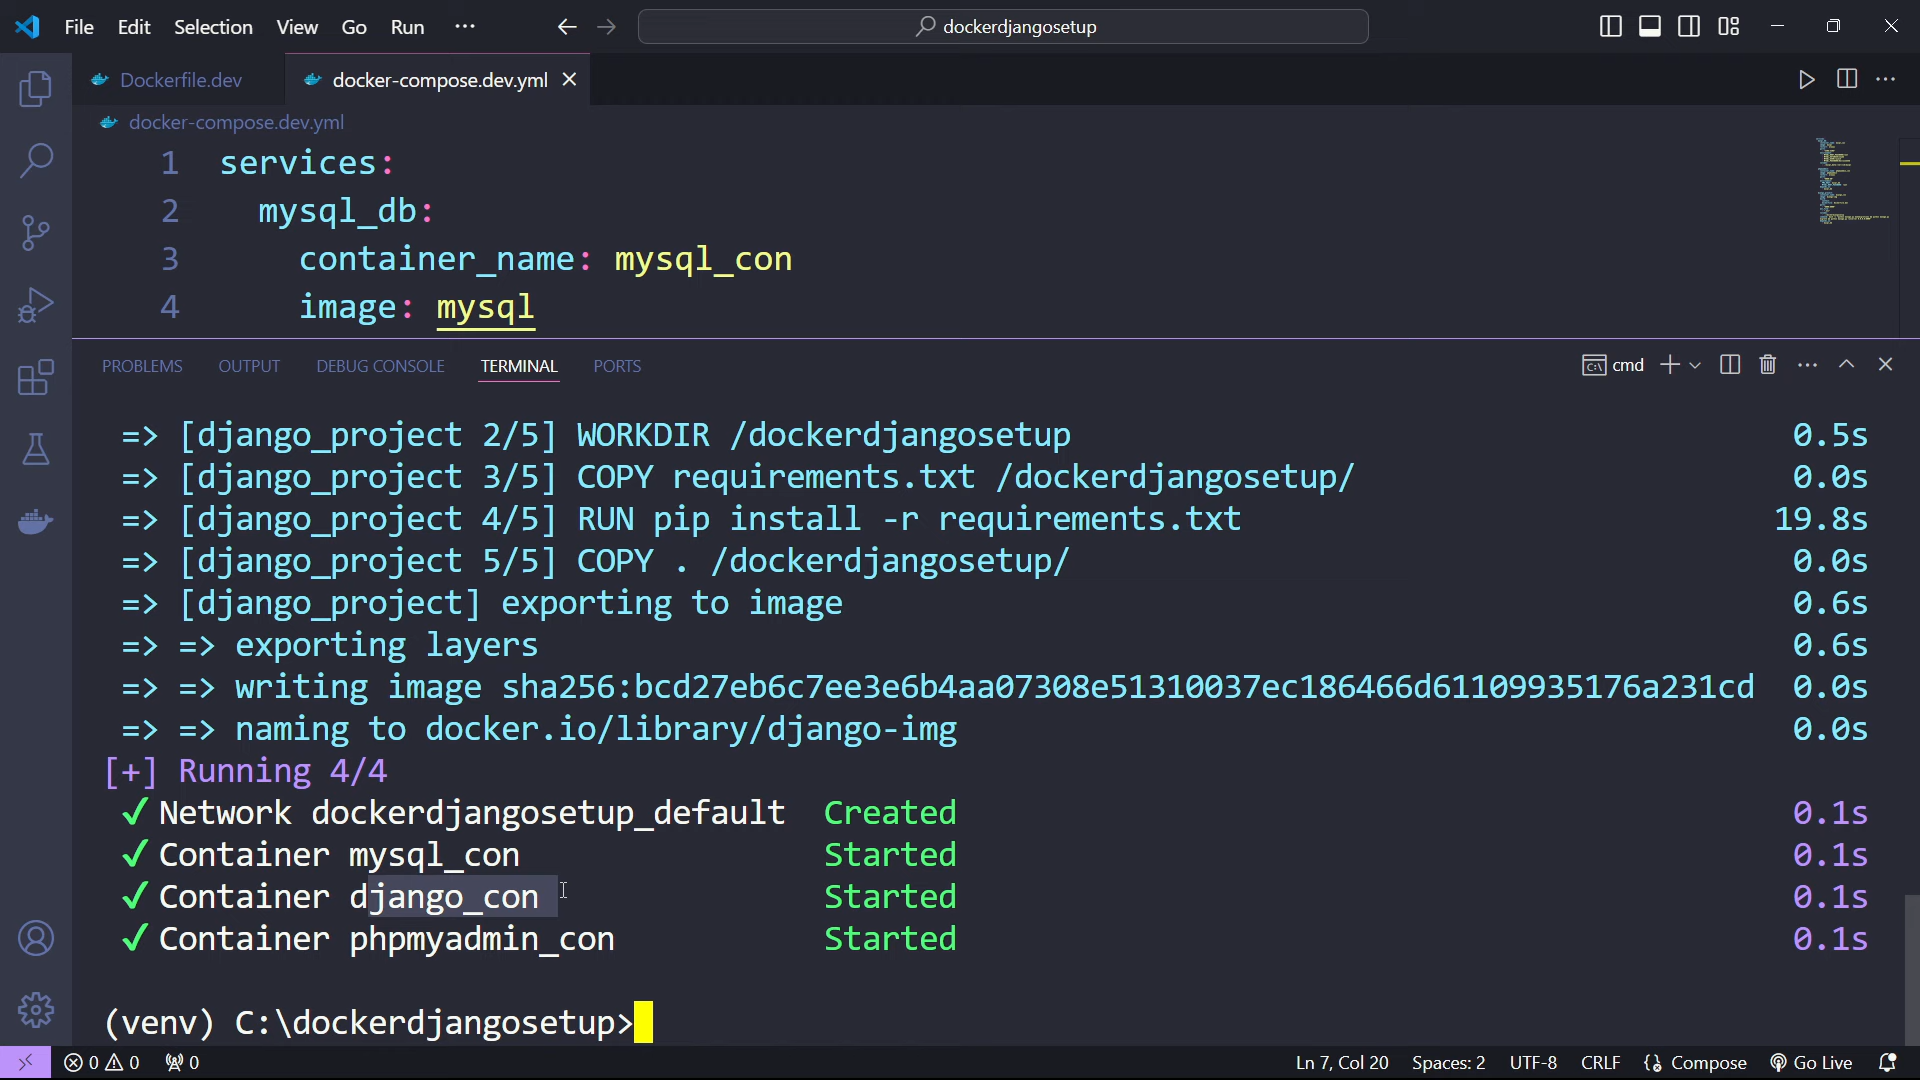 File Edit Selection View Go Run ··· dockerdjangosetup
Dockerfile.dev docker-compose.dev.yml
docker-compose.dev.yml
1 services:
2 mysql_db:
3 container_name: mysql_con
4 image: mysql
PROBLEMS OUTPUT DEBUG CONSOLE TERMINAL PORTS cmd
=> [django_project 2/5] WORKDIR /dockerdjangosetup 0.5s
=> [django_project 3/5] COPY requirements.txt /dockerdjangosetup/ 0.0s
=> [django_project 4/5] RUN pip install -r requirements.txt 19.8s
=> [django_project 5/5] COPY . /dockerdjangosetup/ 0.0s
=> [django_project] exporting to image 0.6s
=> => exporting layers 0.6s
=> => writing image sha256:bcd27eb6c7ee3e6b4aa07308e51310037ec186466d61109935176a231cd 0.0s
=> => naming to docker.io/library/django-img 0.0s
[+] Running 4/4
✓ Network dockerdjangosetup_default Created 0.1s
✓ Container mysql_con Started 0.1s
✓ Container django_con Started 0.1s
✓ Container phpmyadmin_con Started 0.1s
(venv) C:\dockerdjangosetup>
0 0 0 Ln 7, Col 20 Spaces: 2 UTF-8 CRLF Compose Go Live